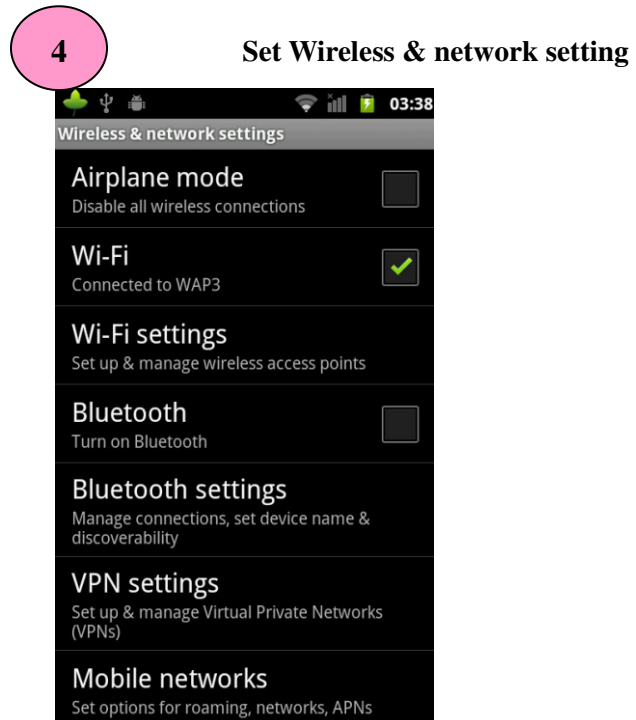 4
Set Wireless & network setting
03:38
Wireless & network settings
Airplane mode
Disable all wireless connections
Wi-Fi
Connected to WAP3
Wi-Fi settings
Set up & manage wireless access points
Bluetooth
Turn on Bluetooth
Bluetooth settings
Manage connections, set device name &
discoverability
VPN settings
Set up & manage Virtual Private Networks
(VPNs)
Mobile networks
Set options for roaming, networks, APNs